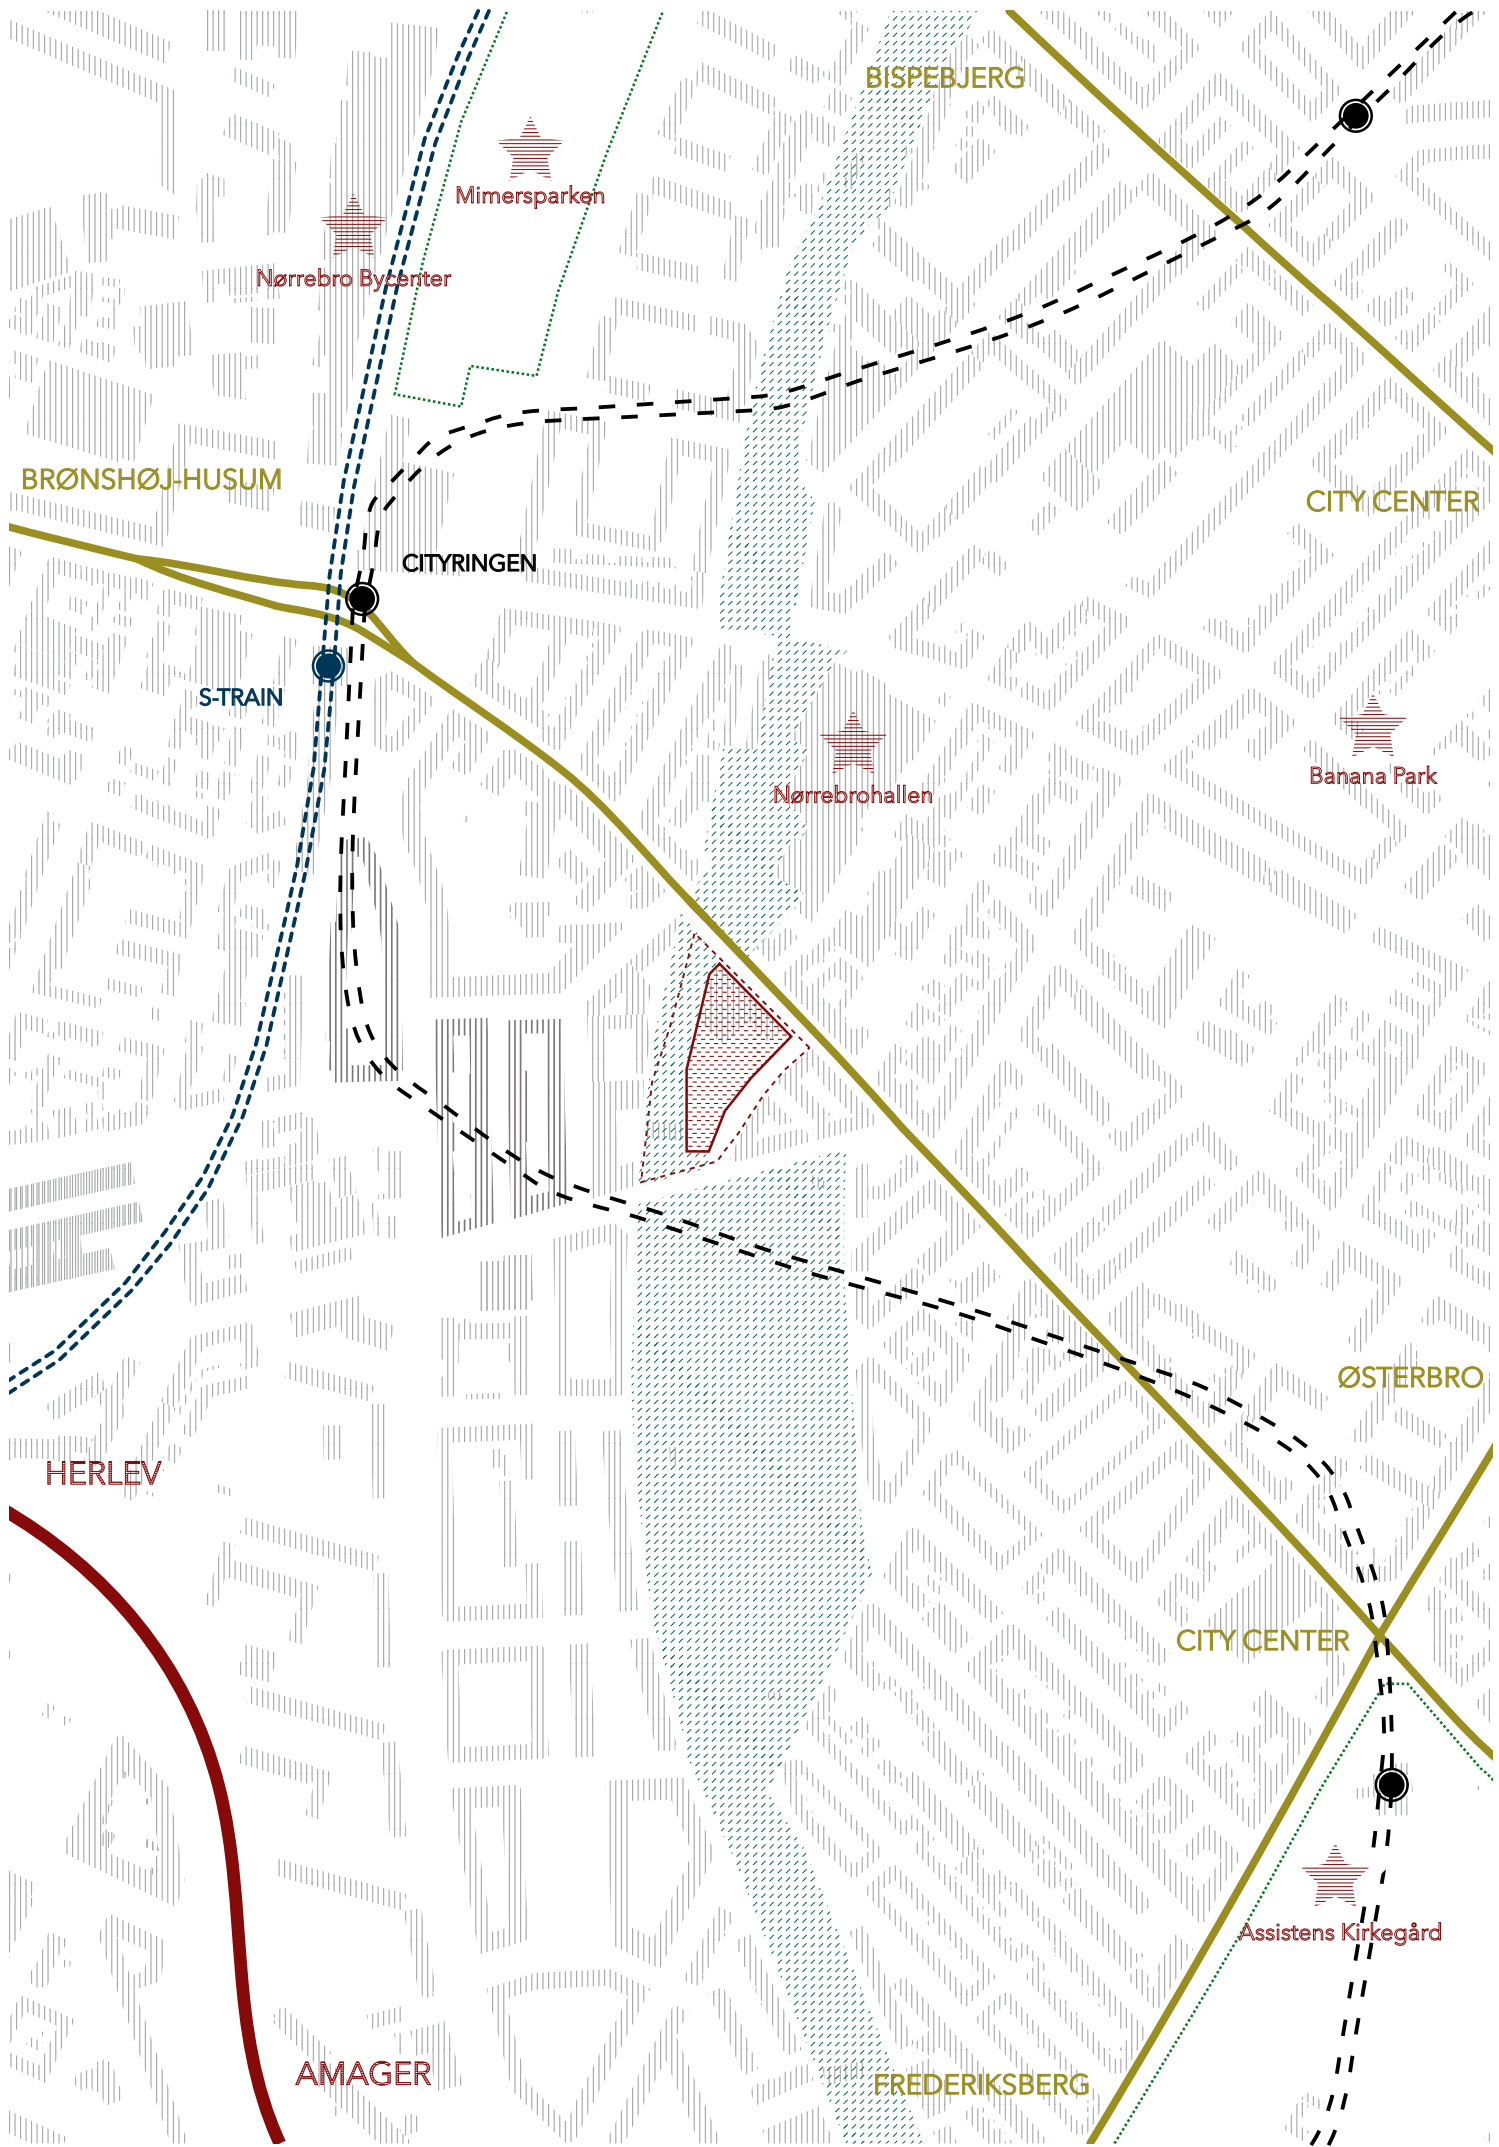 BISPEBJERG
Mimersparken
Nørrebro Bycenter
BRØNSHØJ-HUSUM
CITY CENTER
CITYRINGEN
S-TRAIN
Nørrebrohallen
Banana Park
ØSTERBRO
HERLEV
CITY CENTER
Assistens Kirkegård
AMAGER
FREDERIKSBERG